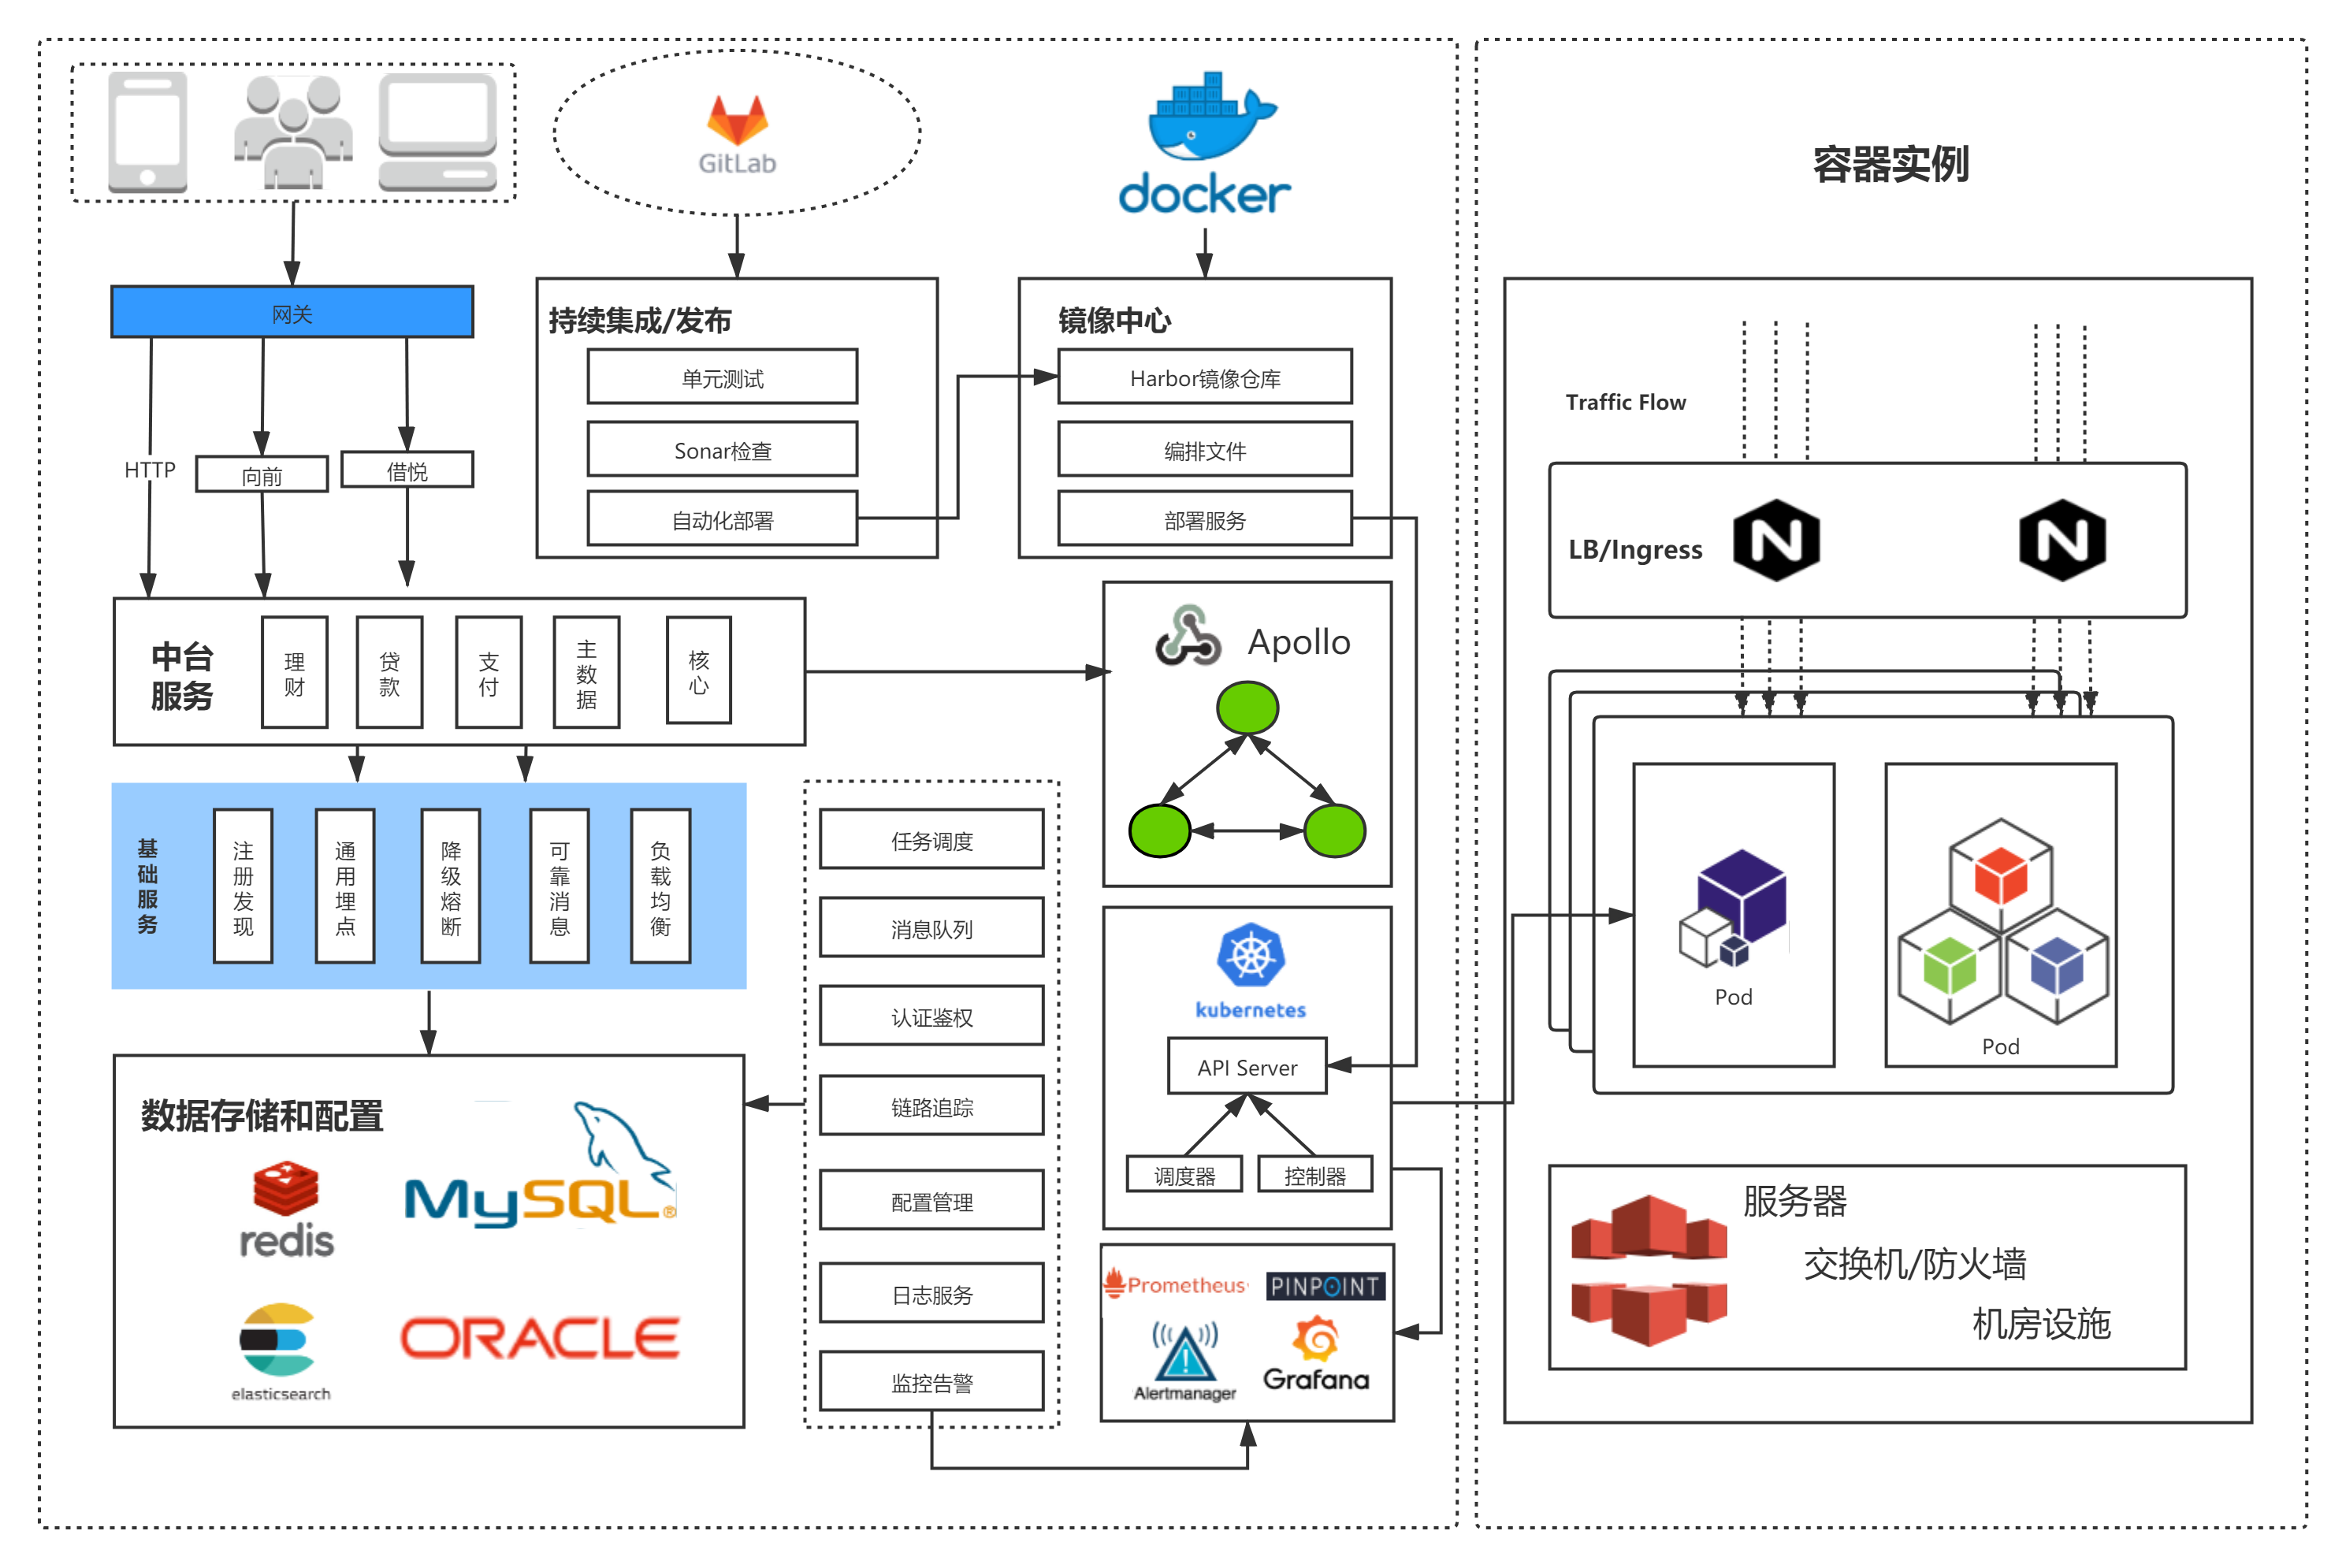 GitLab
docker
网关
HTTP
向前
借悦
持续集成/发布
单元测试
Sonar检查
自动化部署
镜像中心
Harbor镜像仓库
编排文件
部署服务
中台
服务
理财
贷款
支付
主数据
核心
基础服务
注册发现
通用埋点
降级熔断
可靠消息
负载均衡
数据存储和配置
redis
MySQL®
elasticsearch
ORACLE
任务调度
消息队列
认证鉴权
链路追踪
配置管理
日志服务
监控告警
Apollo
kubernetes
API Server
调度器
控制器
Prometheus
PINPOINT
Alertmanager
Grafana
容器实例
Traffic Flow
LB/Ingress
N
N
Pod
Pod
服务器
交换机/防火墙
机房设施